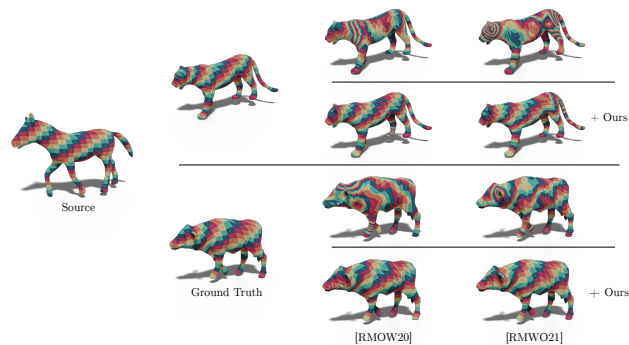 + Ours
Source
Ground Truth
+ Ours
[RMOW20]
[RMWO21]